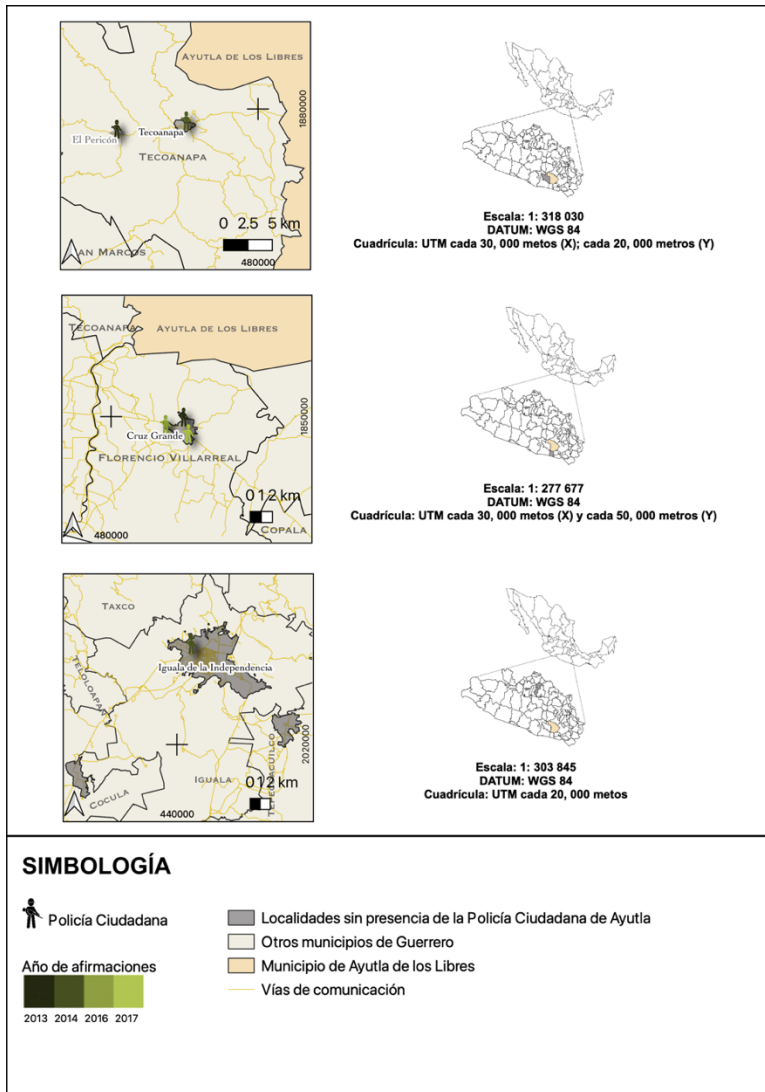 AYUTLA DE LOS LIBRES
1880000
El Pericón
Tecoanapa
TECOANAPA
0 2.5 5 km
AN MARCOS
480000
Escala: 1: 318 030
DATUM: WGS 84
Cuadrícula: UTM cada 30, 000 metos (X); cada 20, 000 metros (Y)
TECOANAPA
AYUTLA DE LOS LIBRES
1850000
Cruz Grande
FLORENCIO VILLARREAL
0 1 2 km
480000
COPALA
Escala: 1: 277 677
DATUM: WGS 84
Cuadrícula: UTM cada 30, 000 metos (X) y cada 50, 000 metros (Y)
TAXCO
TELOLOAPAN
Iguala de la Independencia
2020000
TEPECOACUILCO
IGUALA
0 1 2 km
COCULA
440000
Escala: 1: 303 845
DATUM: WGS 84
Cuadrícula: UTM cada 20, 000 metos
SIMBOLOGÍA
Policía Ciudadana
Año de afirmaciones
2013 2014 2016 2017
Localidades sin presencia de la Policía Ciudadana de Ayutla
Otros municipios de Guerrero
Municipio de Ayutla de los Libres
Vías de comunicación